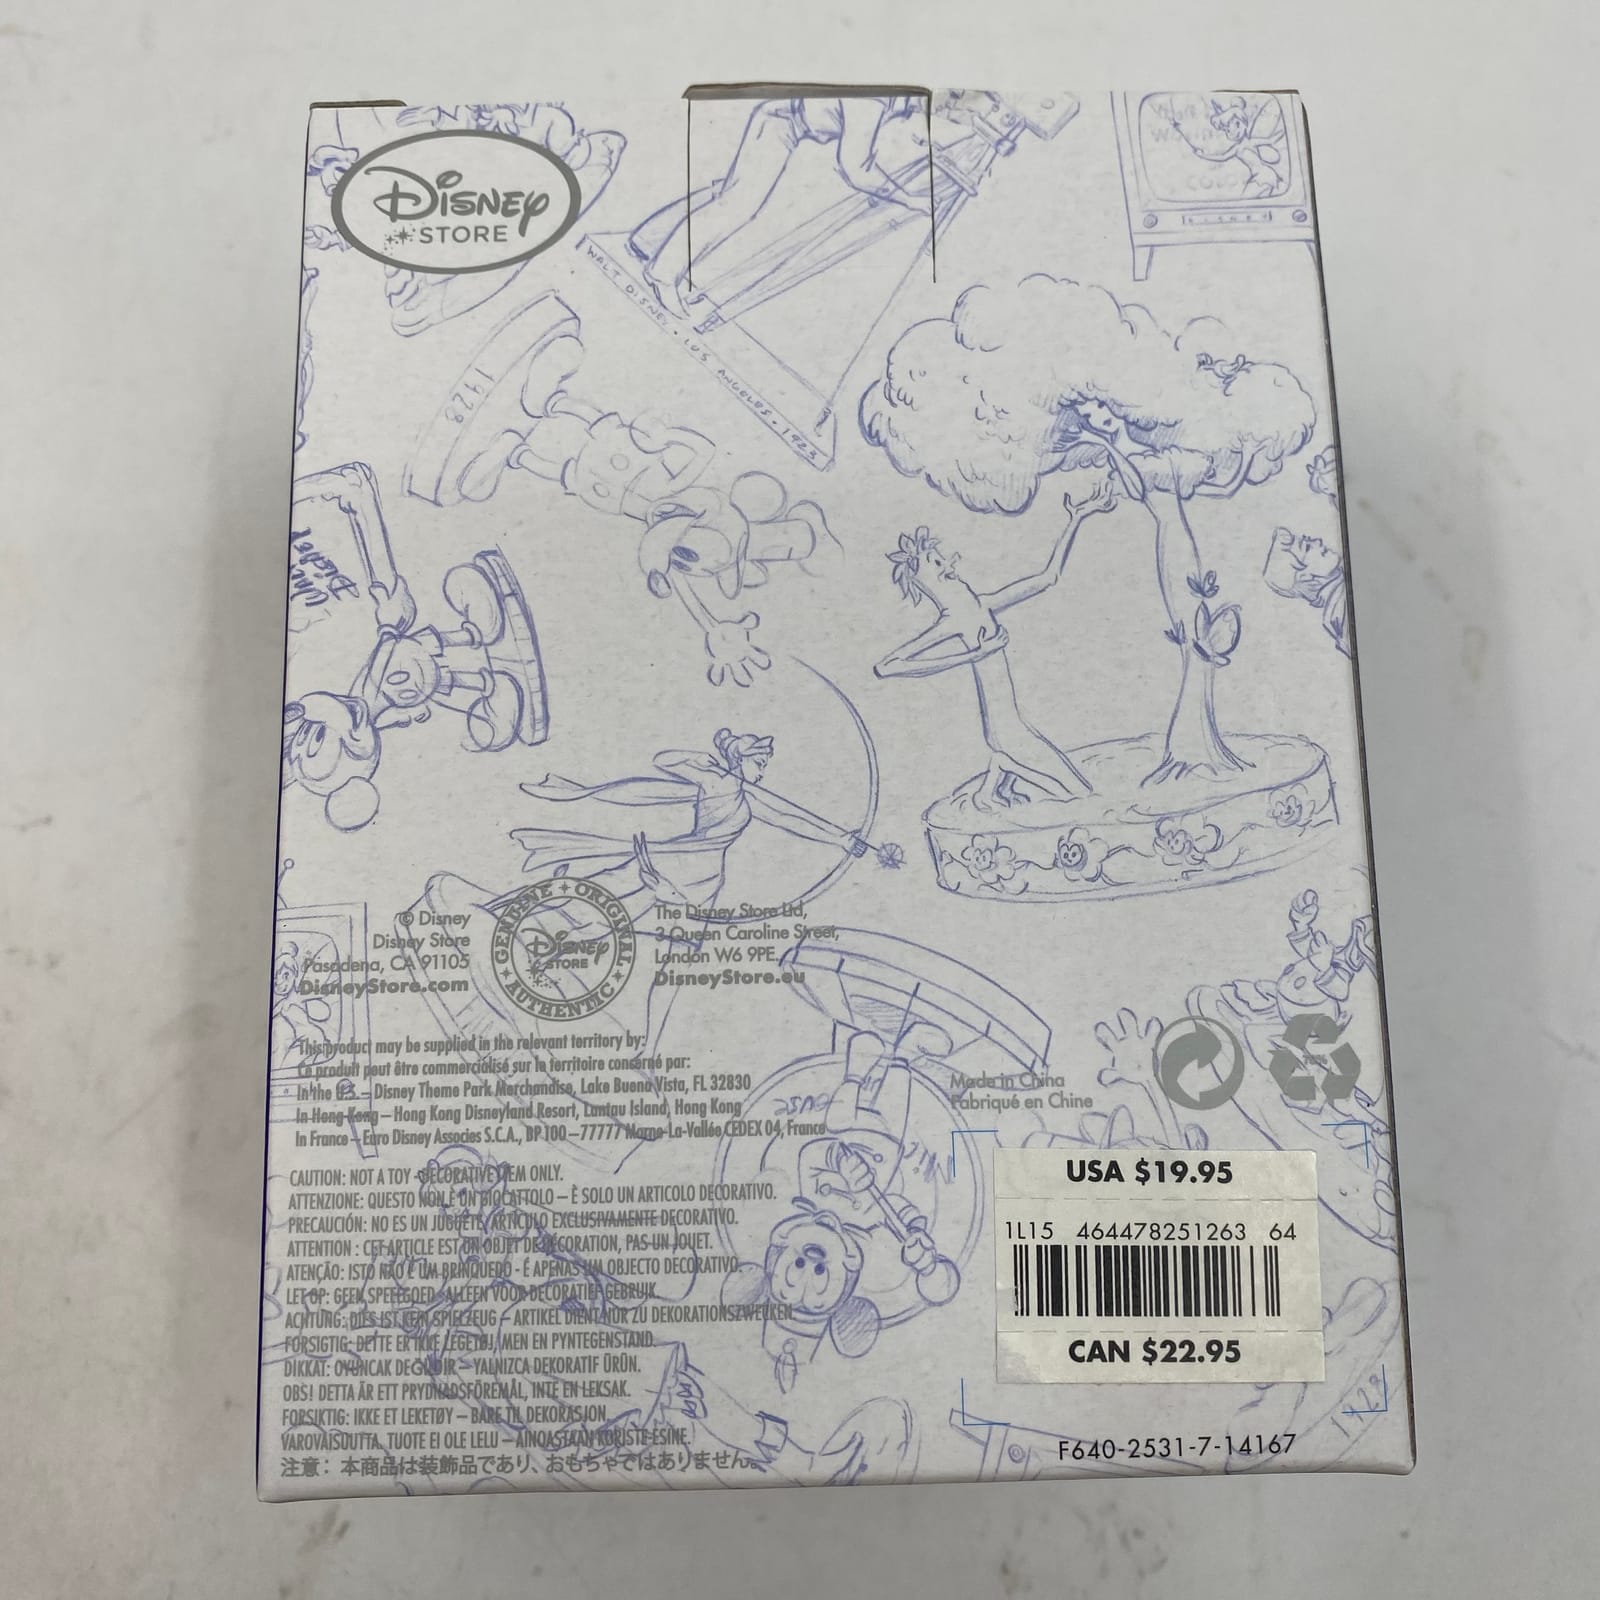 Disney
STORE
WALT DISNEY • LOS ANGELES • 1923
1928
WALT
DISNEY
© Disney
Disney Store
Pasadena, CA 91105
DisneyStore.com
GENUINE ORIGINAL
Disney
STORE
AUTHENTIC
The Disney Store Ltd,
3 Queen Caroline Street,
London W6 9PE.
DisneyStore.eu
This product may be supplied in the relevant territory by:
Ce produit peut être commercialisé sur le territoire concerné par:
In the U.S. – Disney Theme Park Merchandise, Lake Buena Vista, FL 32830
In Hong Kong – Hong Kong Disneyland Resort, Lantau Island, Hong Kong
In France – Euro Disney Associes S.C.A., BP 100 – 77777 Marne-La-Vallée CEDEX 04, France
Made in China
Fabriqué en Chine
CAUTION: NOT A TOY - DECORATIVE ITEM ONLY.
ATTENZIONE: QUESTO NON È UN GIOCATTOLO – È SOLO UN ARTICOLO DECORATIVO.
PRECAUCIÓN: NO ES UN JUGUETE, ARTÍCULO EXCLUSIVAMENTE DECORATIVO.
ATTENTION : CET ARTICLE EST UN OBJET DE DÉCORATION, PAS UN JOUET.
ATENÇÃO: ISTO NÃO É UM BRINQUEDO - É APENAS UM OBJECTO DECORATIVO.
LET OP: GEEN SPEELGOED - ALLEEN VOOR DECORATIEF GEBRUIK.
ACHTUNG: DIES IST KEIN SPIELZEUG – ARTIKEL DIENT NUR ZU DEKORATIONSZWECKEN.
FORSIGTIG: DETTE ER IKKE LEGETØJ, MEN EN PYNTEGENSTAND.
DIKKAT: OYUNCAK DEĞİLDİR – YALNIZCA DEKORATİF ÜRÜN.
OBS! DETTA ÄR ETT PRYDNADSFÖREMÅL, INTE EN LEKSAK.
FORSIKTIG: IKKE ET LEKETØY – BARE TIL DEKORASJON
VAROVAISUUTTA. TUOTE EI OLE LELU – AINOASTAAN KORISTE-ESINE.
注意： 本商品は装飾品であり、おもちゃではありません。
USA $19.95
1L15 464478251263 64
CAN $22.95
1928
F640-2531-7-14167